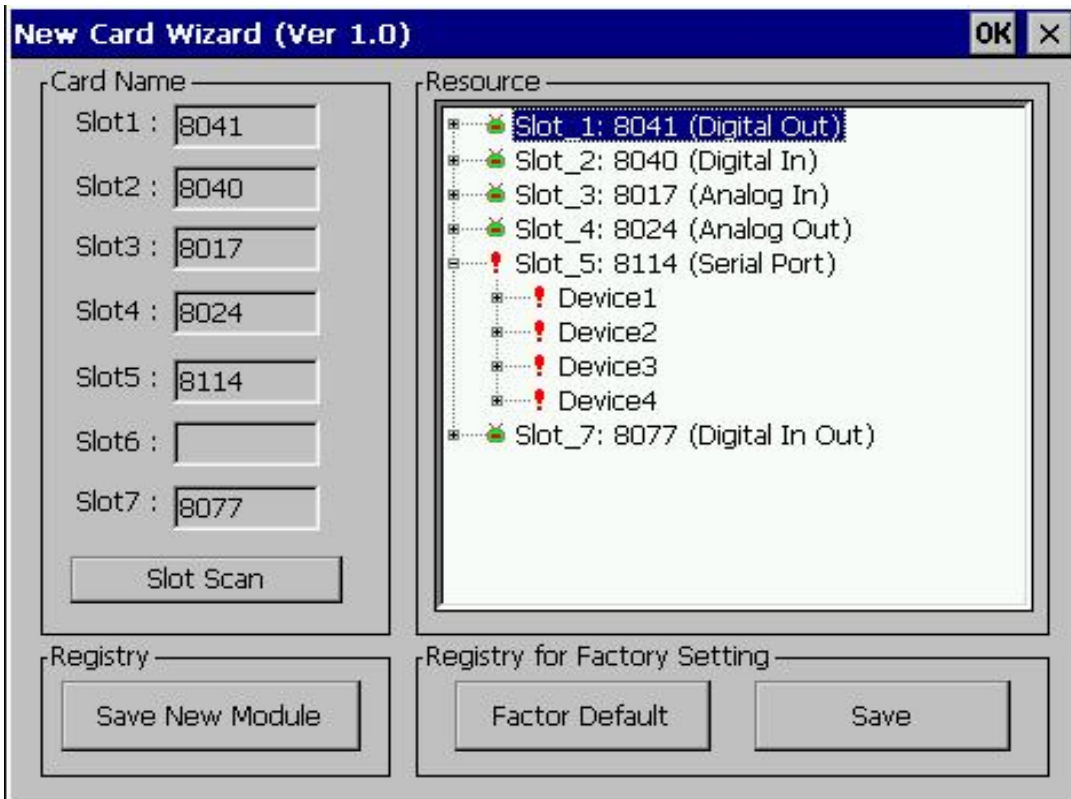 New Card Wizard (Ver 1.0)
OK
×
Card Name
Slot1 : 8041
Slot2 : 8040
Slot3 : 8017
Slot4 : 8024
Slot5 : 8114
Slot6 :
Slot7 : 8077
Slot Scan
Resource
Slot_1: 8041 (Digital Out)
Slot_2: 8040 (Digital In)
Slot_3: 8017 (Analog In)
Slot_4: 8024 (Analog Out)
Slot_5: 8114 (Serial Port)
Device1
Device2
Device3
Device4
Slot_7: 8077 (Digital In Out)
Registry
Save New Module
Registry for Factory Setting
Factor Default
Save